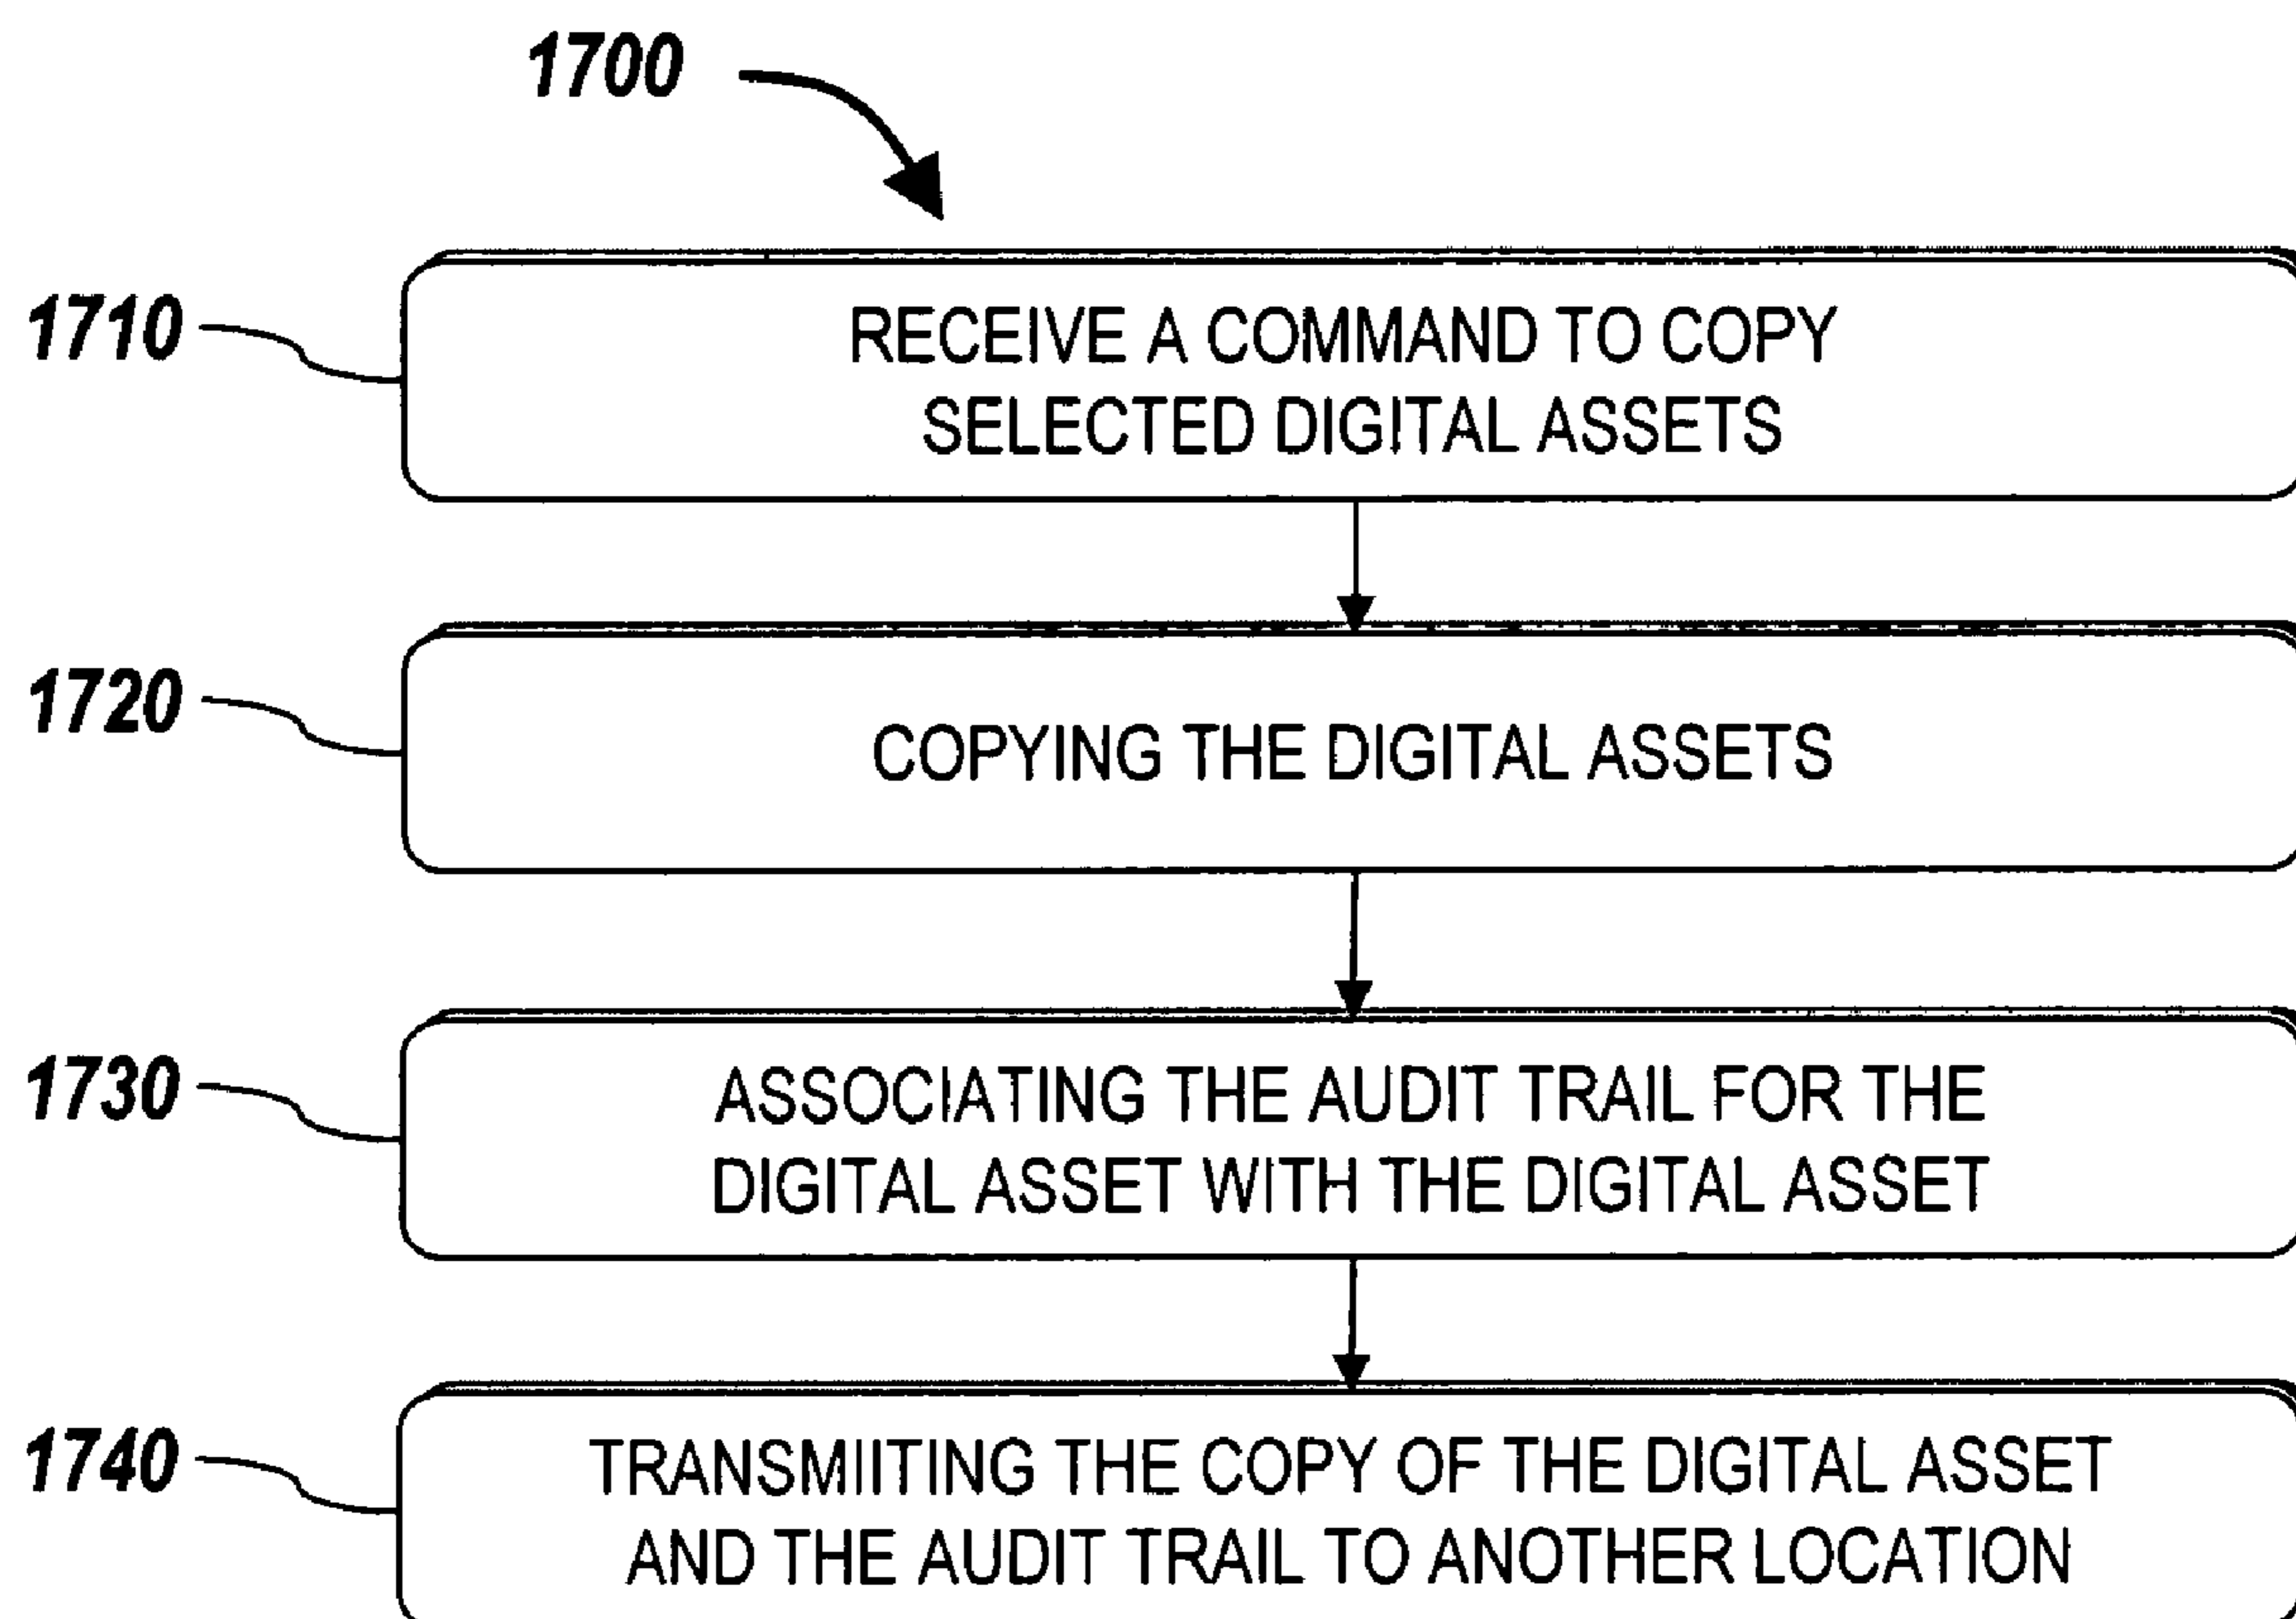 1700
1710
RECEIVE A COMMAND TO COPY
SELECTED DIGITAL ASSETS
1720
COPYING THE DIGITAL ASSETS
1730
ASSOCIATING THE AUDIT TRAIL FOR THE
DIGITAL ASSET WITH THE DIGITAL ASSET
1740
TRANSMIITING THE COPY OF THE DIGITAL ASSET
AND THE AUDIT TRAIL TO ANOTHER LOCATION